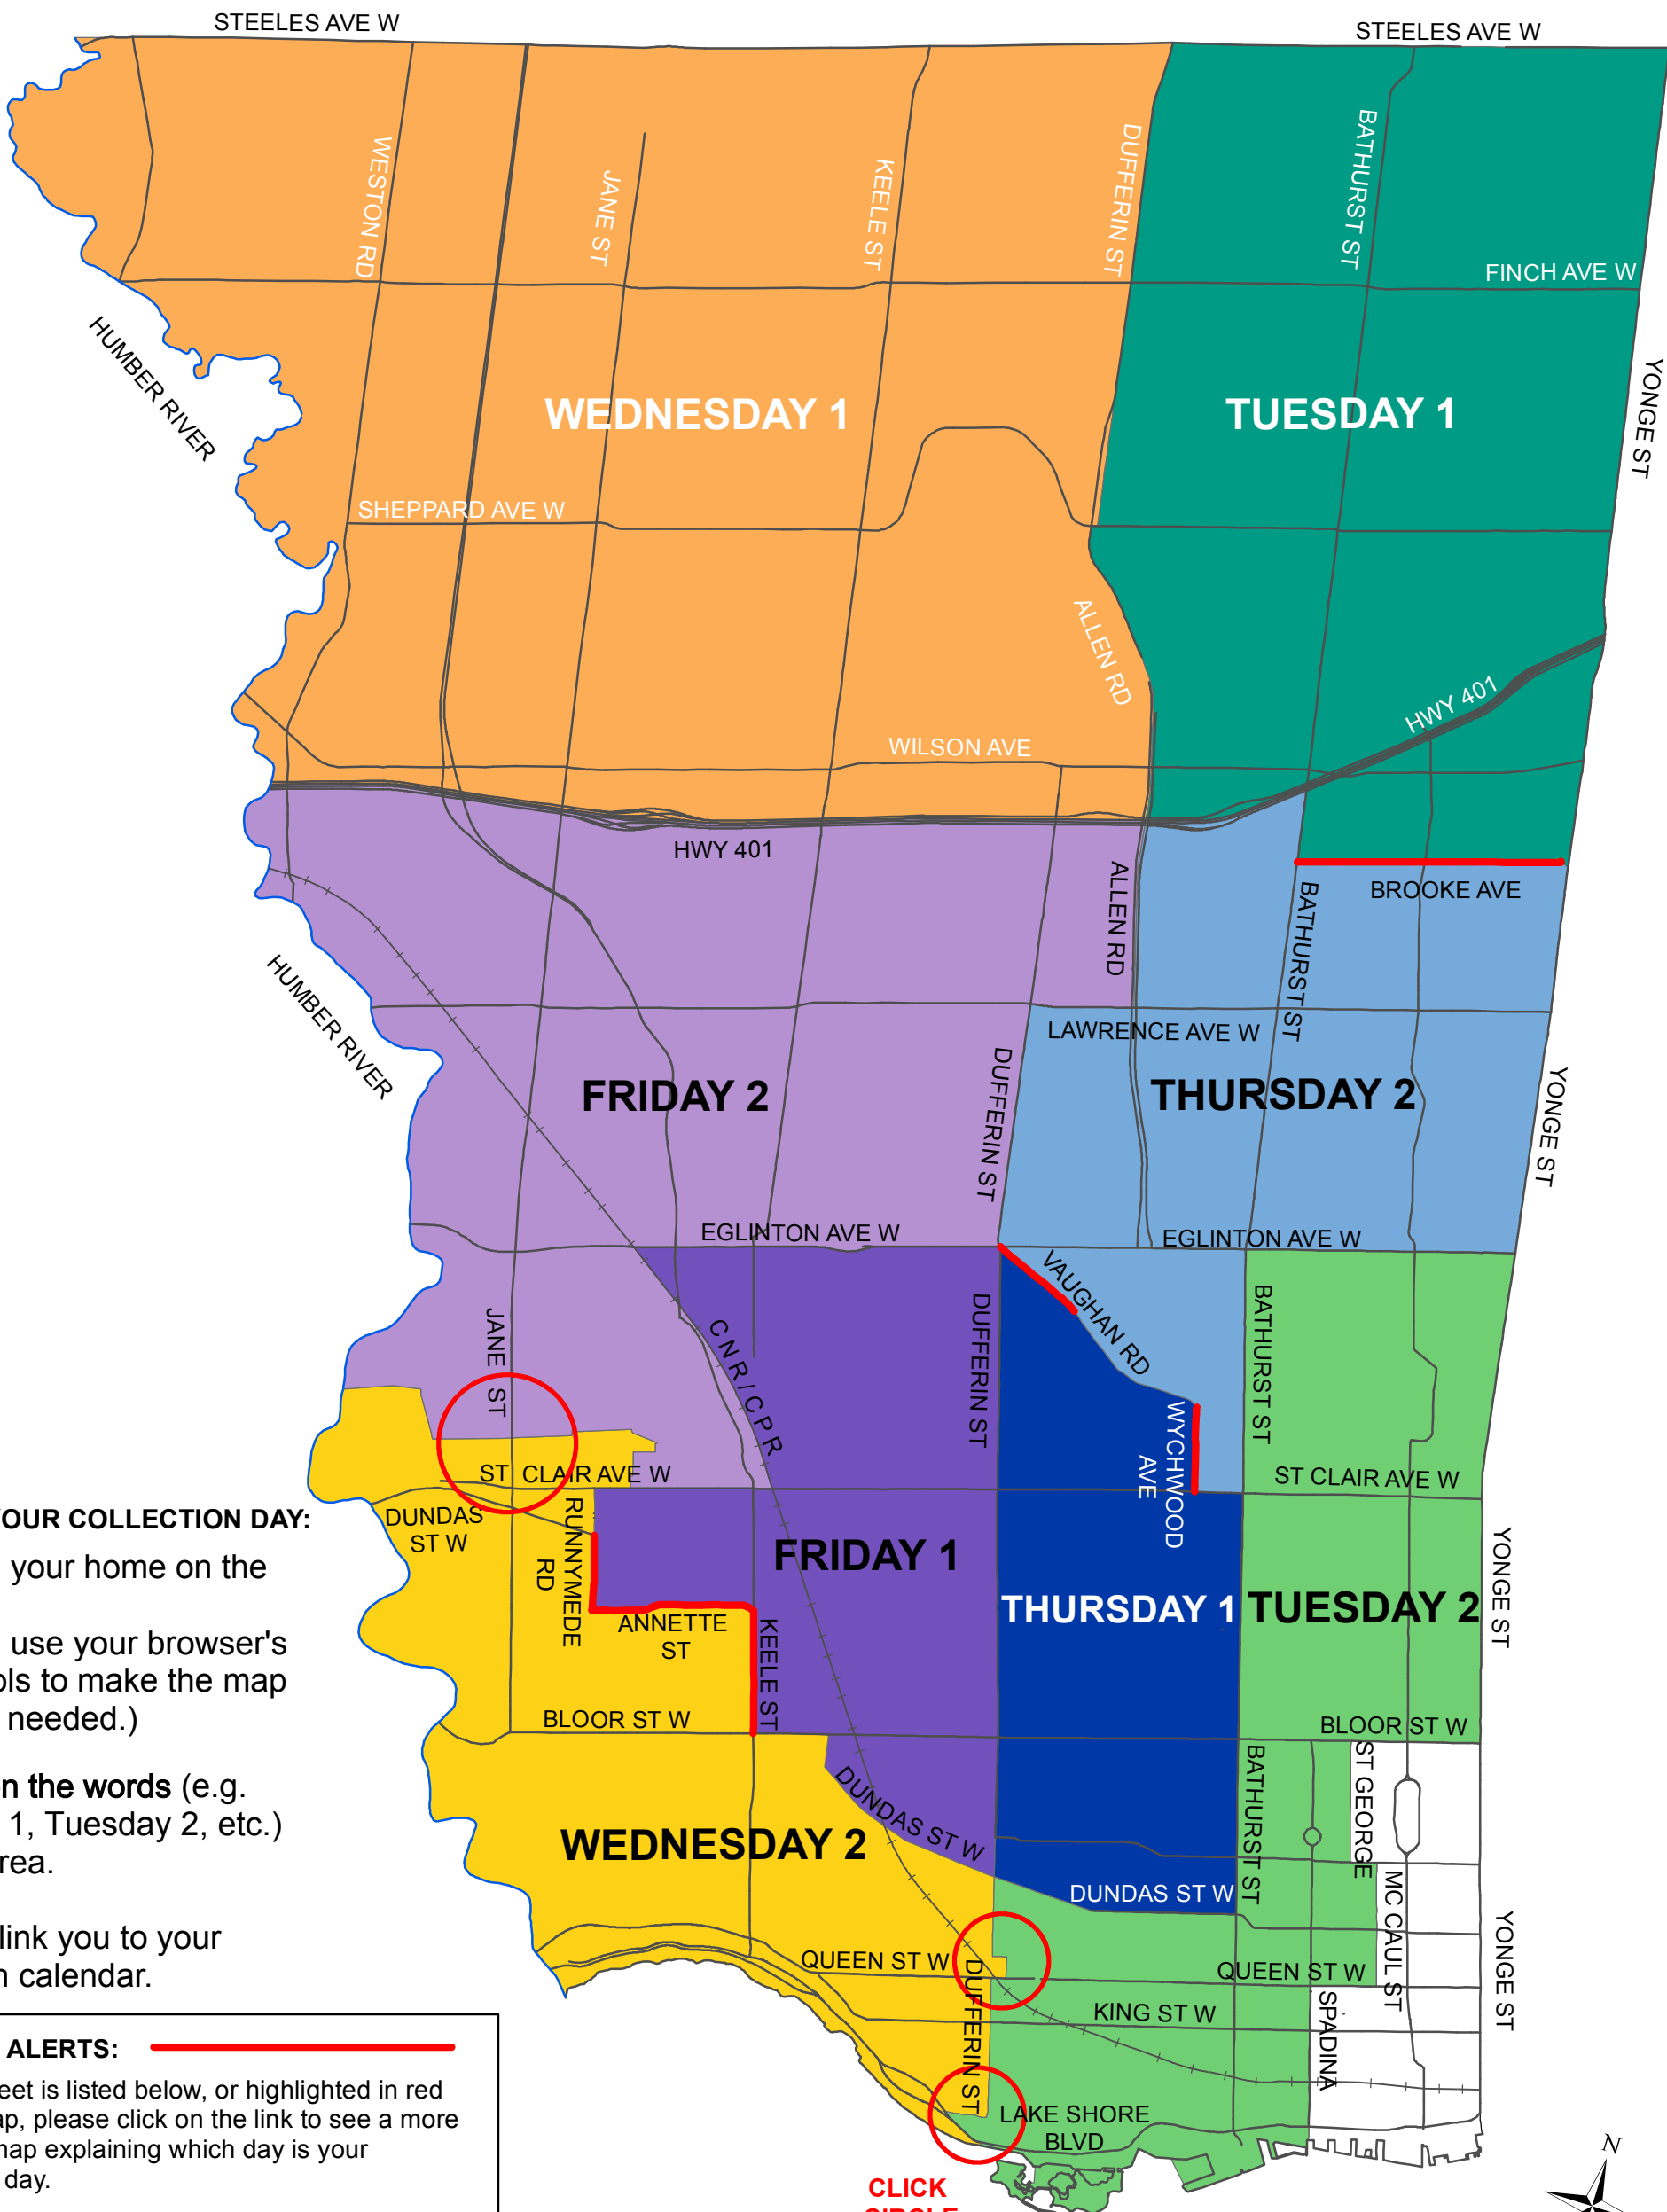 STEELES AVE W
STEELES AVE W
WESTON RD
JANE ST
KEELE ST
DUFFERIN ST
BATHURST ST
FINCH AVE W
HUMBER RIVER
YONGE ST
WEDNESDAY 1
TUESDAY 1
SHEPPARD AVE W
ALLEN RD
HWY 401
WILSON AVE
HWY 401
ALLEN RD
BATHURST ST
BROOKE AVE
HUMBER RIVER
LAWRENCE AVE W
DUFFERIN ST
FRIDAY 2
THURSDAY 2
YONGE ST
EGLINTON AVE W
EGLINTON AVE W
VAUGHAN RD
JANE ST
CNR/CPR
DUFFERIN ST
BATHURST ST
WYCHWOOD
AVE
ST CLAIR AVE W
ST CLAIR AVE W
DUNDAS
ST W
RUNNYMEDE
RD
FRIDAY 1
THURSDAY 1
TUESDAY 2
YONGE ST
ANNETTE
ST
KEELE ST
BLOOR ST W
BLOOR ST W
ST GEORGE
BATHURST ST
DUNDAS ST W
WEDNESDAY 2
DUNDAS ST W
MC CAUL ST
YONGE ST
QUEEN ST W
QUEEN ST W
DUFFERIN ST
KING ST W
SPADINA
LAKE SHORE
BLVD
CLICK
CIRCLE
N
YOUR COLLECTION DAY:
your home on the
use your browser's
ols to make the map
needed.)
n the words (e.g.
1, Tuesday 2, etc.)
rea.
link you to your
n calendar.
ALERTS:
eet is listed below, or highlighted in red
ap, please click on the link to see a more
map explaining which day is your
day.